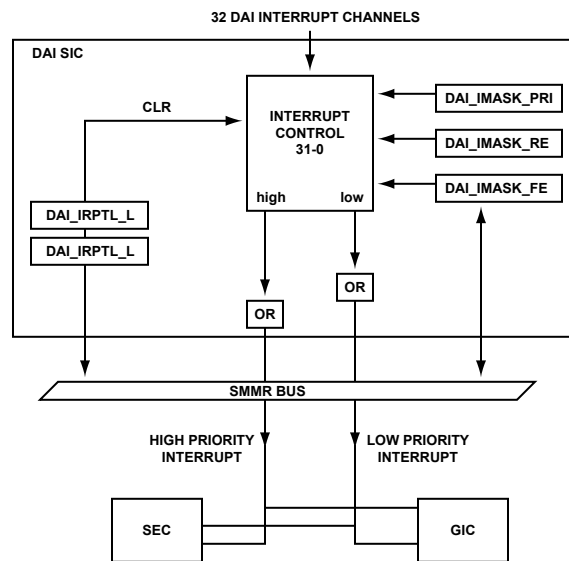 32 DAI INTERRUPT CHANNELS
DAI SIC
CLR
INTERRUPT
CONTROL
31-0
high
low
DAI_IMASK_PRI
DAI_IMASK_RE
DAI_IMASK_FE
DAI_IRPTL_L
DAI_IRPTL_L
OR
OR
SMMR BUS
HIGH PRIORITY
INTERRUPT
LOW PRIORITY
INTERRUPT
SEC
GIC